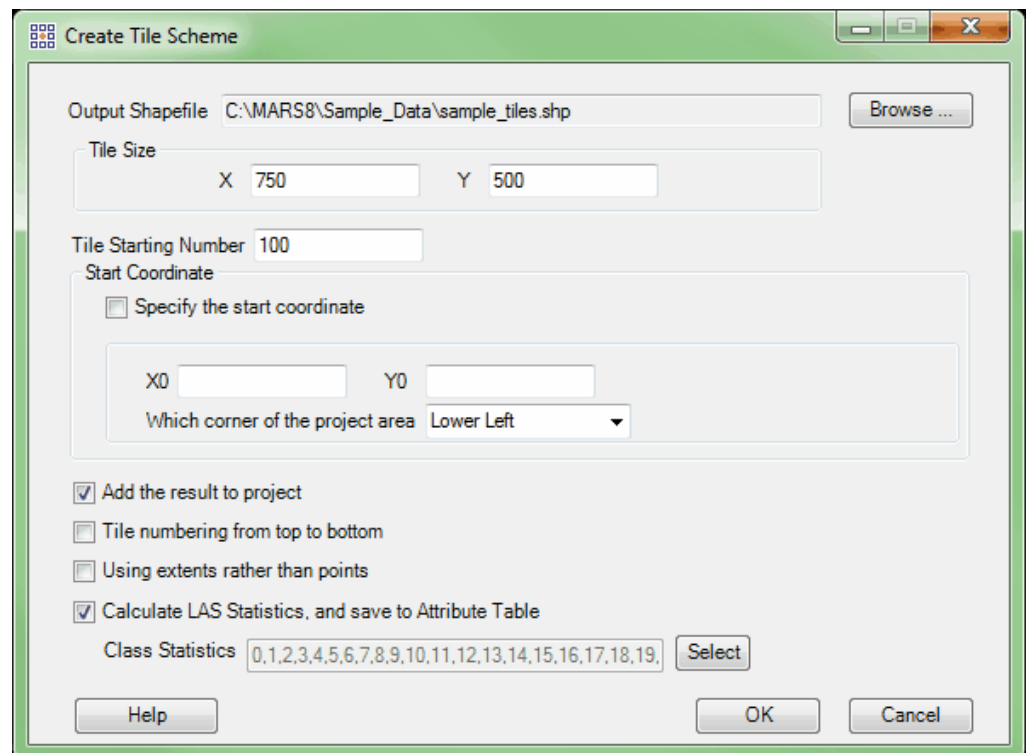 Create Tile Scheme
Output Shapefile C:\MARS8\Sample_Data\sample_tiles.shp Browse ...
Tile Size
X 750 Y 500
Tile Starting Number 100
Start Coordinate
Specify the start coordinate
X0 Y0
Which corner of the project area Lower Left
Add the result to project
Tile numbering from top to bottom
Using extents rather than points
Calculate LAS Statistics, and save to Attribute Table
Class Statistics 0,1,2,3,4,5,6,7,8,9,10,11,12,13,14,15,16,17,18,19, Select
Help OK Cancel